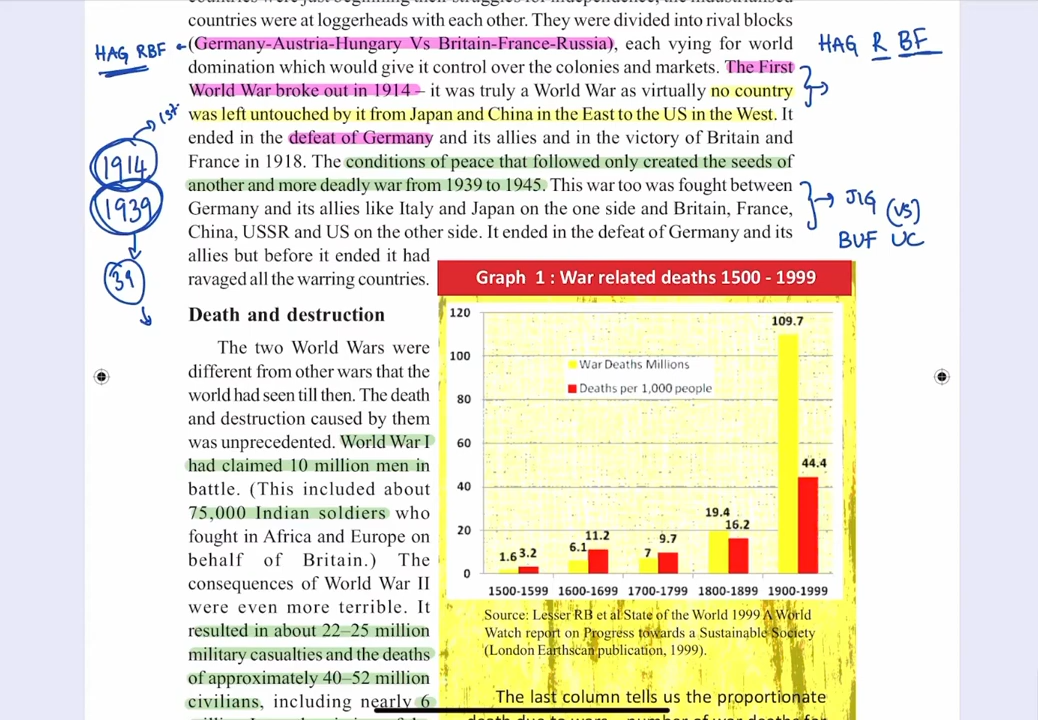 countries were just beginning their struggles for independence, the industrialised
countries were at loggerheads with each other. They were divided into rival blocks
HAG RBF
(Germany-Austria-Hungary Vs Britain-France-Russia), each vying for world
HAG R BF
domination which would give it control over the colonies and markets. The First
World War broke out in 1914 – it was truly a World War as virtually no country
was left untouched by it from Japan and China in the East to the US in the West. It
1st
ended in the defeat of Germany and its allies and in the victory of Britain and
France in 1918. The conditions of peace that followed only created the seeds of
1914
another and more deadly war from 1939 to 1945. This war too was fought between
1939
Germany and its allies like Italy and Japan on the one side and Britain, France,
JIG (VS)
China, USSR and US on the other side. It ended in the defeat of Germany and its
BUF UC
allies but before it ended it had
ravaged all the warring countries.
39
Death and destruction
The two World Wars were
different from other wars that the
world had seen till then. The death
and destruction caused by them
was unprecedented. World War I
had claimed 10 million men in
battle. (This included about
75,000 Indian soldiers who
fought in Africa and Europe on
behalf of Britain.) The
consequences of World War II
were even more terrible. It
resulted in about 22–25 million
military casualties and the deaths
of approximately 40–52 million
civilians, including nearly 6
Graph 1 : War related deaths 1500 - 1999
120
100
80
60
40
20
0
War Deaths Millions
Deaths per 1,000 people
1.6 3.2
6.1 11.2
7 9.7
19.4 16.2
109.7 44.4
1500-1599 1600-1699 1700-1799 1800-1899 1900-1999
Source: Lesser RB et al State of the World 1999 A World
Watch report on Progress towards a Sustainable Society
(London Earthscan publication, 1999).
The last column tells us the proportionate